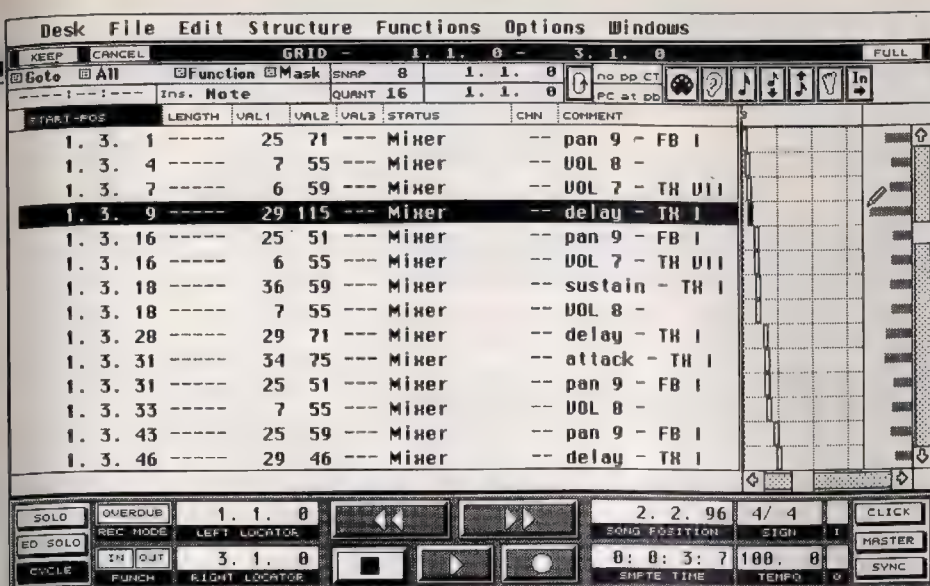 Desk File Edit Structure Functions Options Windows
KEEP CANCEL GRID - 1. 1. 0 - 3. 1. 0 FULL
Goto All Function Mask SNAP 8 1. 1. 0 no pp CT
-----:--:--- Ins. Note QUANT 16 1. 1. 0 PC at pb In
START-POS LENGTH VAL1 VAL2 VAL3 STATUS CHN COMMENT
1. 3. 1 25 71 --- Mixer -- pan 9 - FB I
1. 3. 4 ----- 7 55 --- Mixer -- VOL 8 -
1. 3. 7 ----- 6 59 --- Mixer -- VOL 7 - TX VII
1. 3. 9 ----- 29 115 --- Mixer -- delay - TX I
1. 3. 16 ----- 25 51 --- Mixer -- pan 9 - FB I
1. 3. 16 ----- 6 55 --- Mixer -- VOL 7 - TX VII
1. 3. 18 ----- 36 59 --- Mixer -- sustain - TX I
1. 3. 18 ----- 7 55 --- Mixer -- VOL 8 -
1. 3. 28 ----- 29 71 --- Mixer -- delay - TX I
1. 3. 31 ----- 34 75 --- Mixer -- attack - TX I
1. 3. 31 ----- 25 51 --- Mixer -- pan 9 - FB I
1. 3. 33 ----- 7 55 --- Mixer -- VOL 8 -
1. 3. 43 ----- 25 59 --- Mixer -- pan 9 - FB I
1. 3. 46 ----- 29 46 --- Mixer -- delay - TX I
SOLO OVERDUB 1. 1. 0 2. 2. 96 4/ 4 CLICK
REC MODE LEFT LOCATOR SONG POSITION SIGN I
ED SOLO MASTER
CYCLE IN OUT 3. 1. 0 0: 0: 3: 7 100. 0 SYNC
PUNCH RIGHT LOCATOR SMPTE TIME TEMPO O